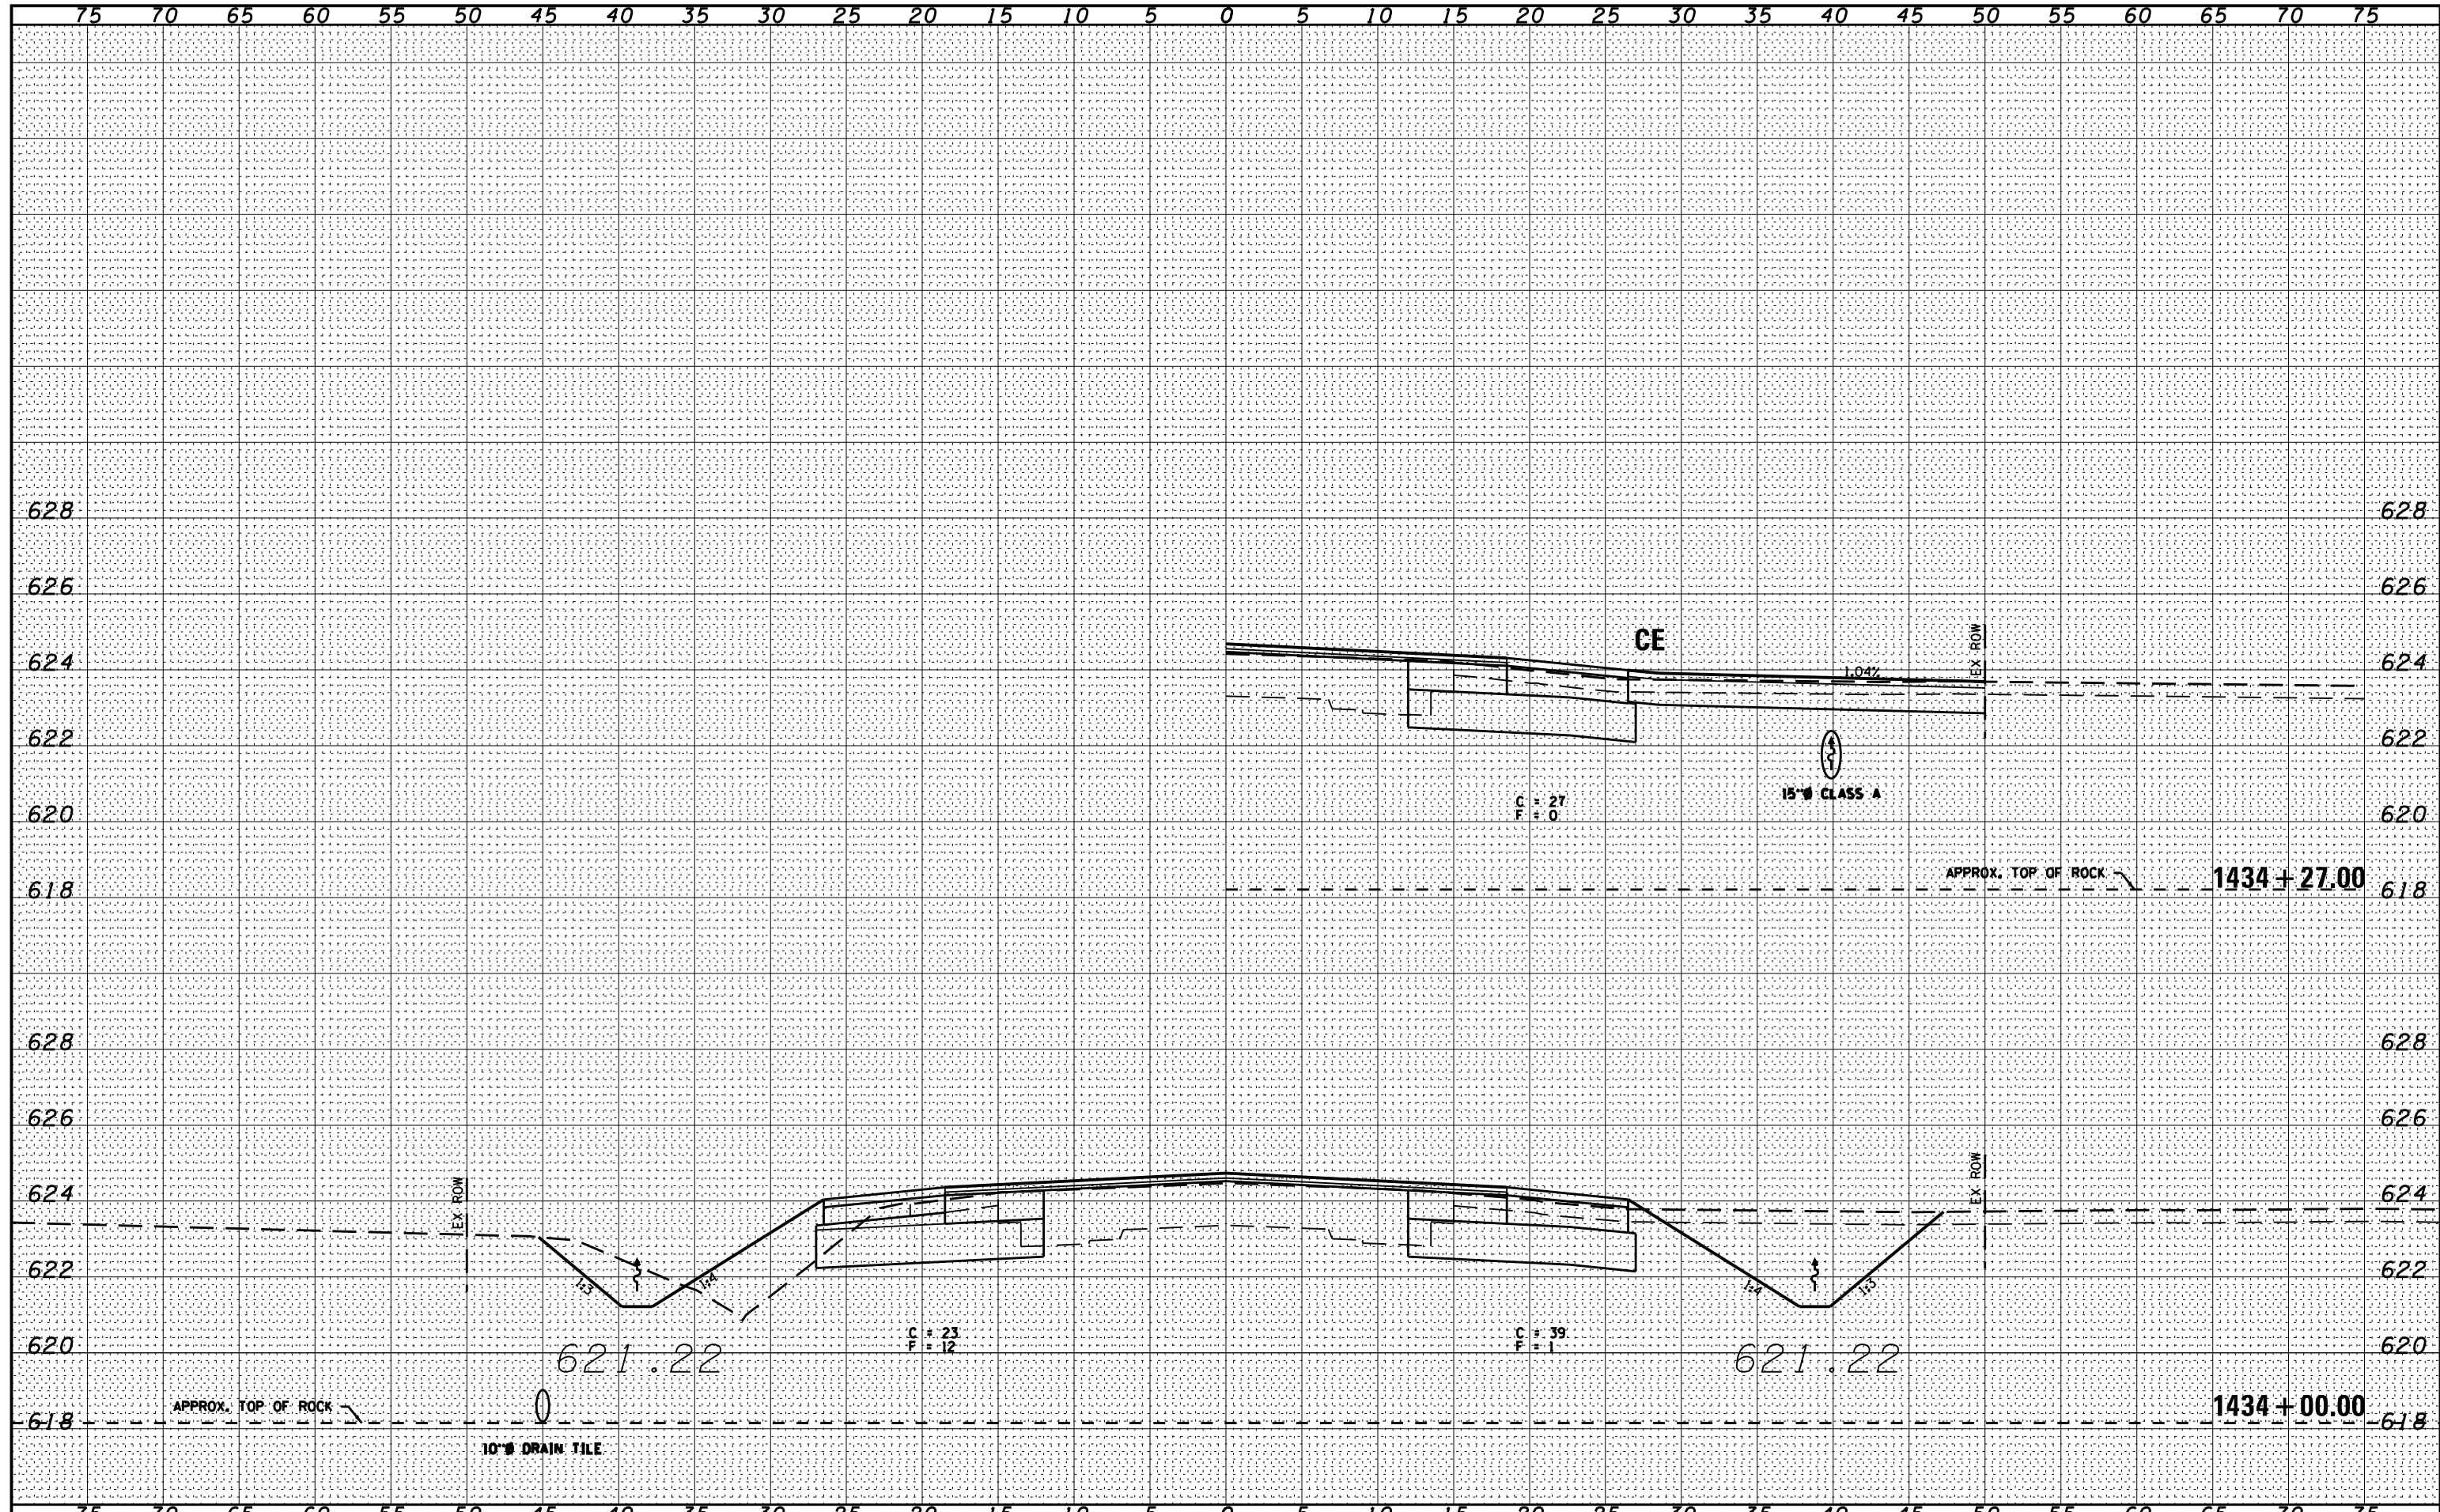 75 70 65 60 55 50 45 40 35 30 25 20 15 10 5 0 5 10 15 20 25 30 35 40 45 50 55 60 65 70 75
628 628
626 626
CE
EX ROW
624 624
1.04%
622 622
15"Ø CLASS A
C = 27
F = 0
620 620
APPROX. TOP OF ROCK
1434 + 27.00
618 618
628 628
626 626
EX ROW EX ROW
624 624
622 622
1:3 1:4 1:4 1:3
C = 23
F = 12
C = 39
F = 1
620 620
621.22 621.22
APPROX. TOP OF ROCK
1434 + 00.00
618 618
10"Ø DRAIN TILE
75 70 65 60 55 50 45 40 35 30 25 20 15 10 5 0 5 10 15 20 25 30 35 40 45 50 55 60 65 70 75